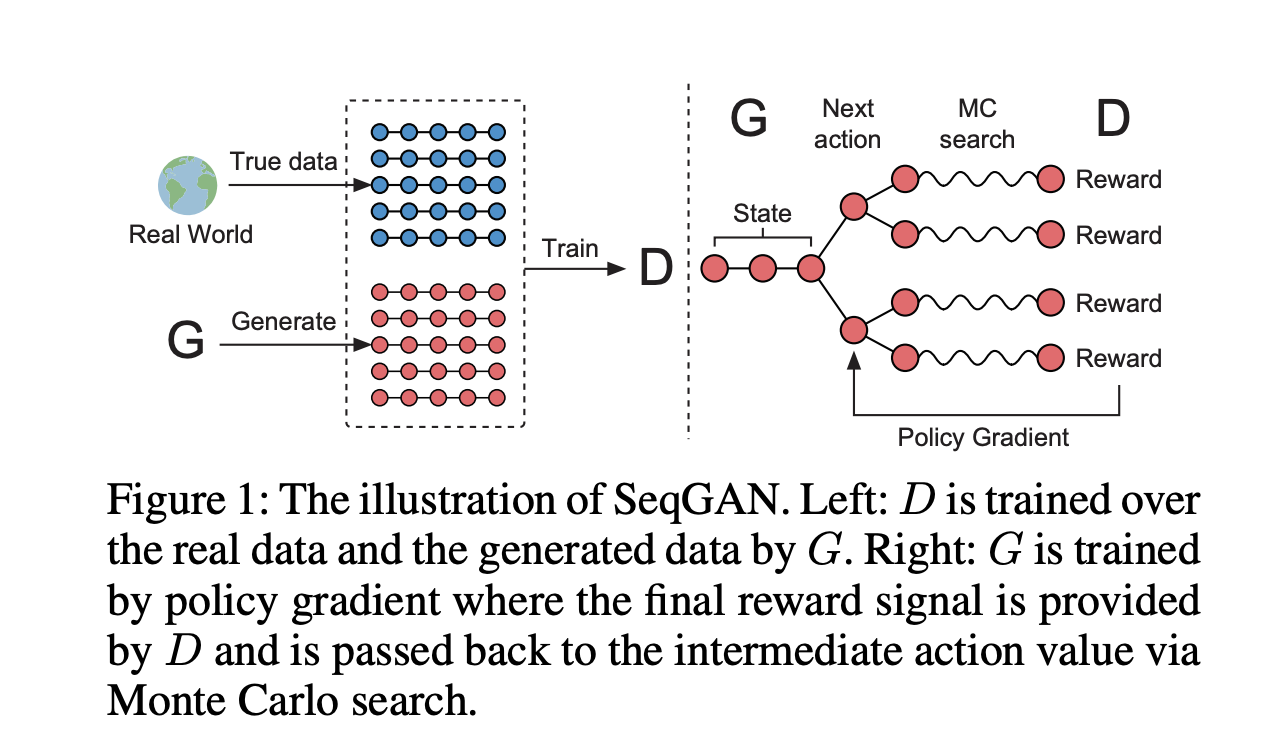 True data
Real World
G
Generate
Train
D
G
Next
action
MC
search
D
State
Reward
Reward
Reward
Reward
Policy Gradient
Figure 1: The illustration of SeqGAN. Left: D is trained over
the real data and the generated data by G. Right: G is trained
by policy gradient where the final reward signal is provided
by D and is passed back to the intermediate action value via
Monte Carlo search.